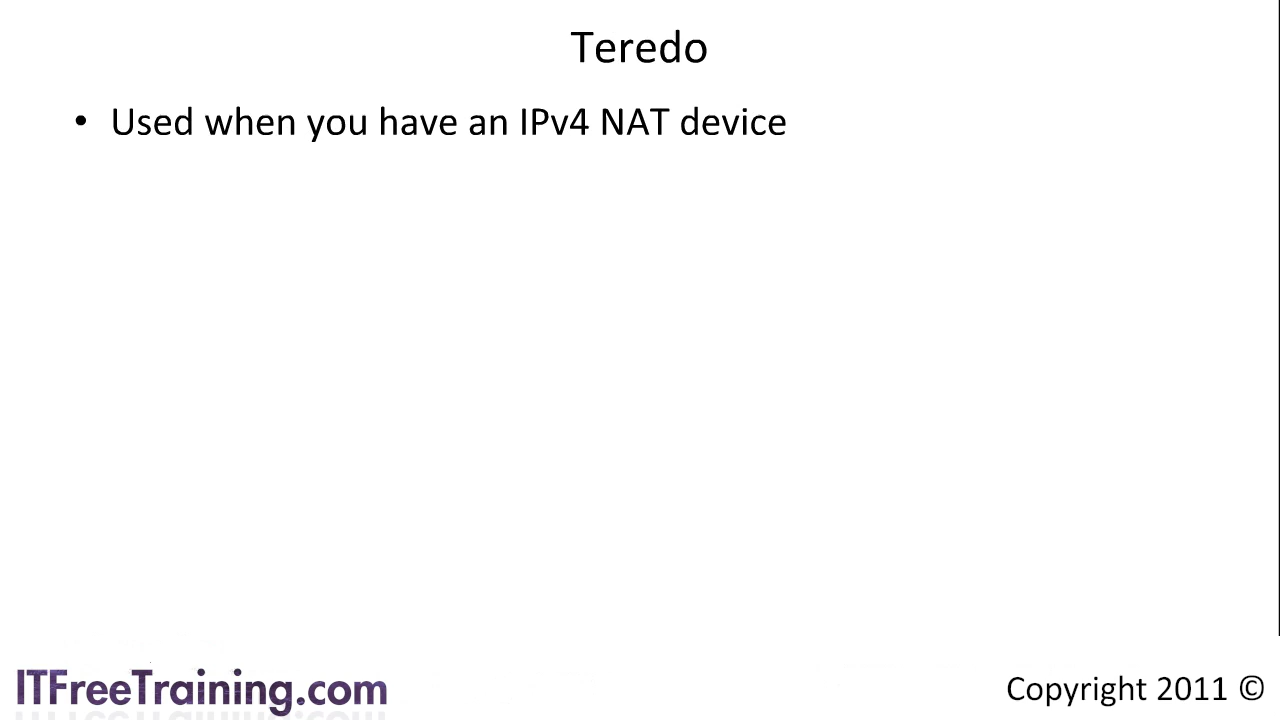 Teredo
• Used when you have an IPv4 NAT device
ITFreeTraining.com
Copyright 2011 ©